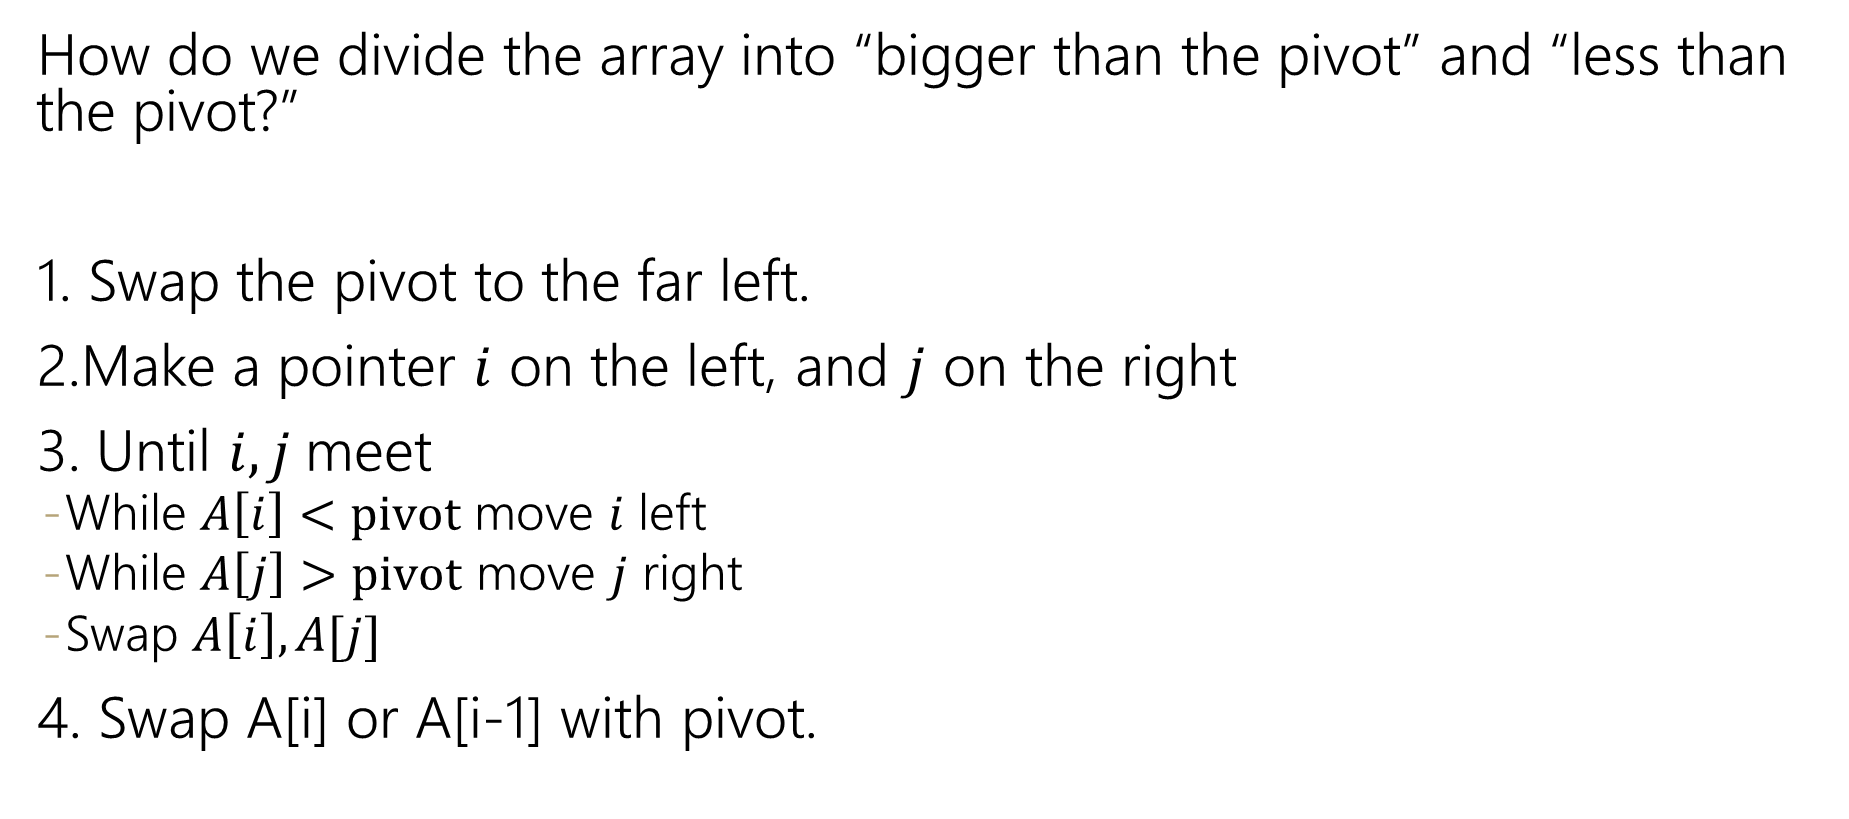 How do we divide the array into “bigger than the pivot” and “less than
the pivot?”
1. Swap the pivot to the far left.
2.Make a pointer i on the left, and j on the right
3. Until i, j meet
-While A[i] < pivot move i left
-While A[j] > pivot move j right
-Swap A[i], A[j]
4. Swap A[i] or A[i-1] with pivot.